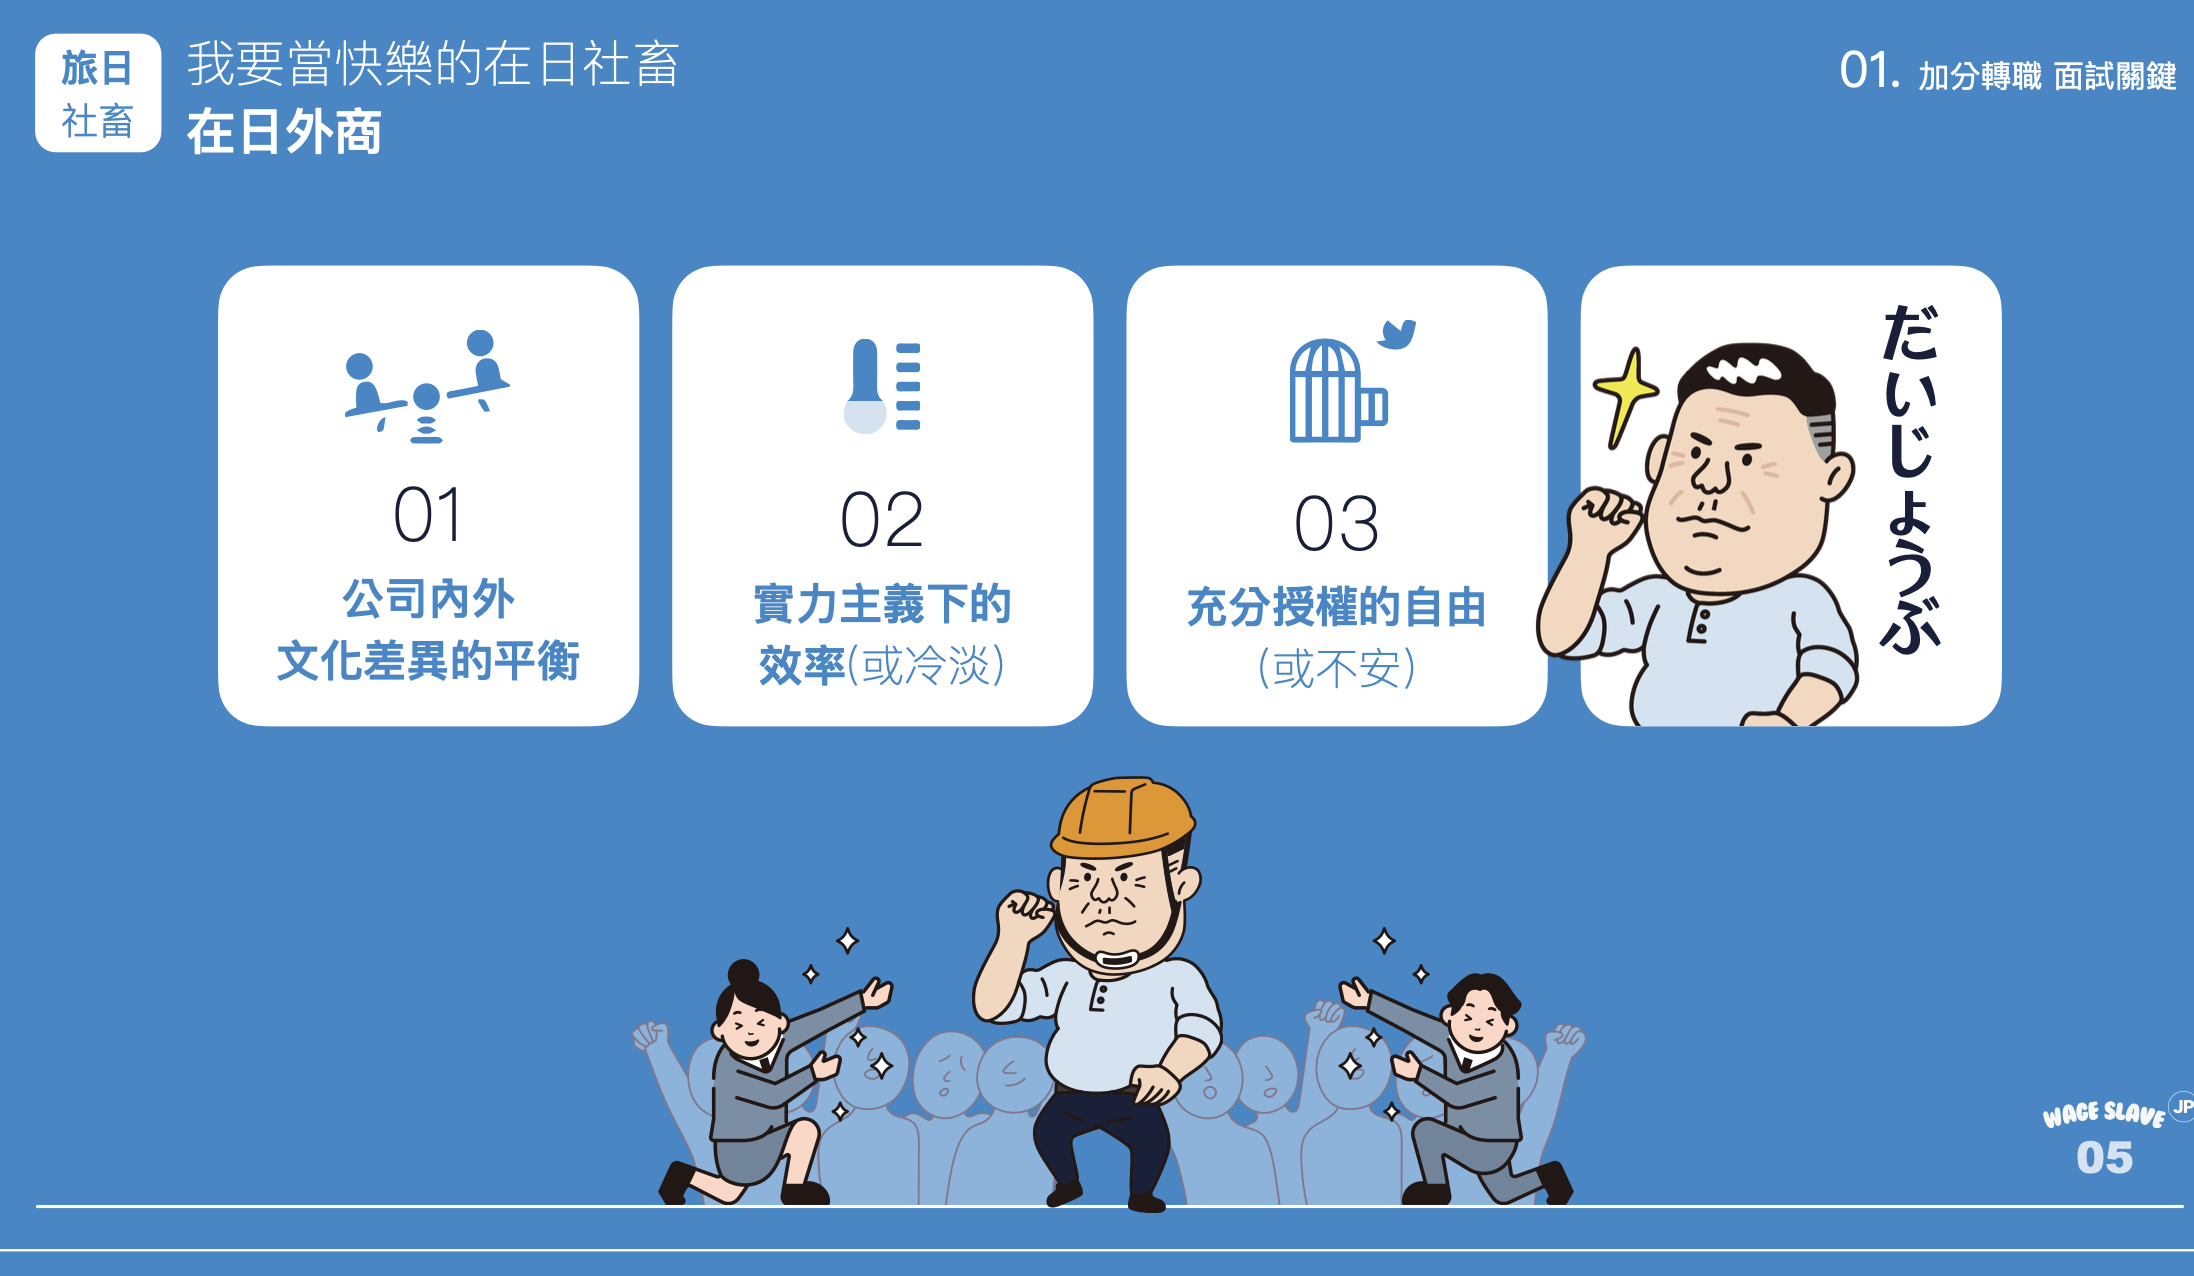 旅日
社畜
我要當快樂的在日社畜
在日外商
01. 加分轉職 面試關鍵
01
公司內外
文化差異的平衡
02
實力主義下的
效率(或冷淡)
03
充分授權的自由
(或不安)
だいじょうぶ
WAGE SLAVE JP
05